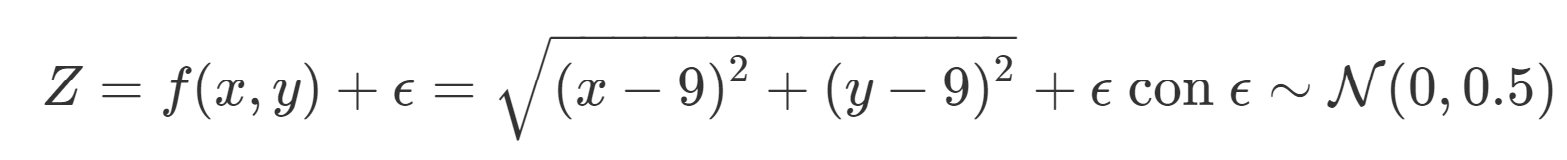 Z = f(x, y) + ϵ = √((x − 9)² + (y − 9)²) + ϵ con ϵ ∼ 𝒩(0, 0.5)